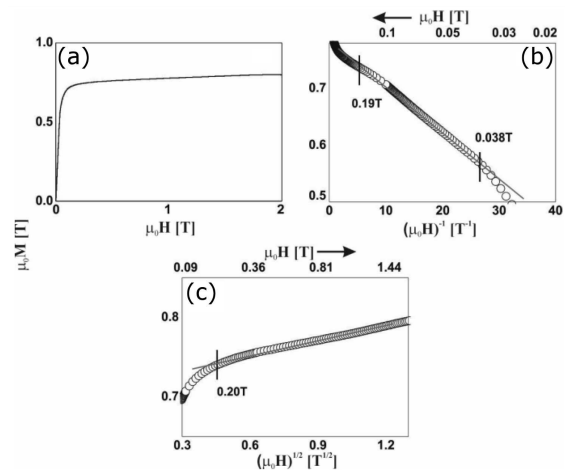 μ₀H [T]
0.1 0.05 0.03 0.02
1.0
(a)
(b)
0.7
0.19T
0.5
0.6
0.038T
0.5
0.0
0 1 2
0 10 20 30 40
μ₀H [T]
(μ₀H)⁻¹ [T⁻¹]
μ₀M [T]
μ₀H [T]
0.09 0.36 0.81 1.44
(c)
0.8
0.7
0.20T
0.3 0.6 0.9 1.2
(μ₀H)¹/² [T¹/²]